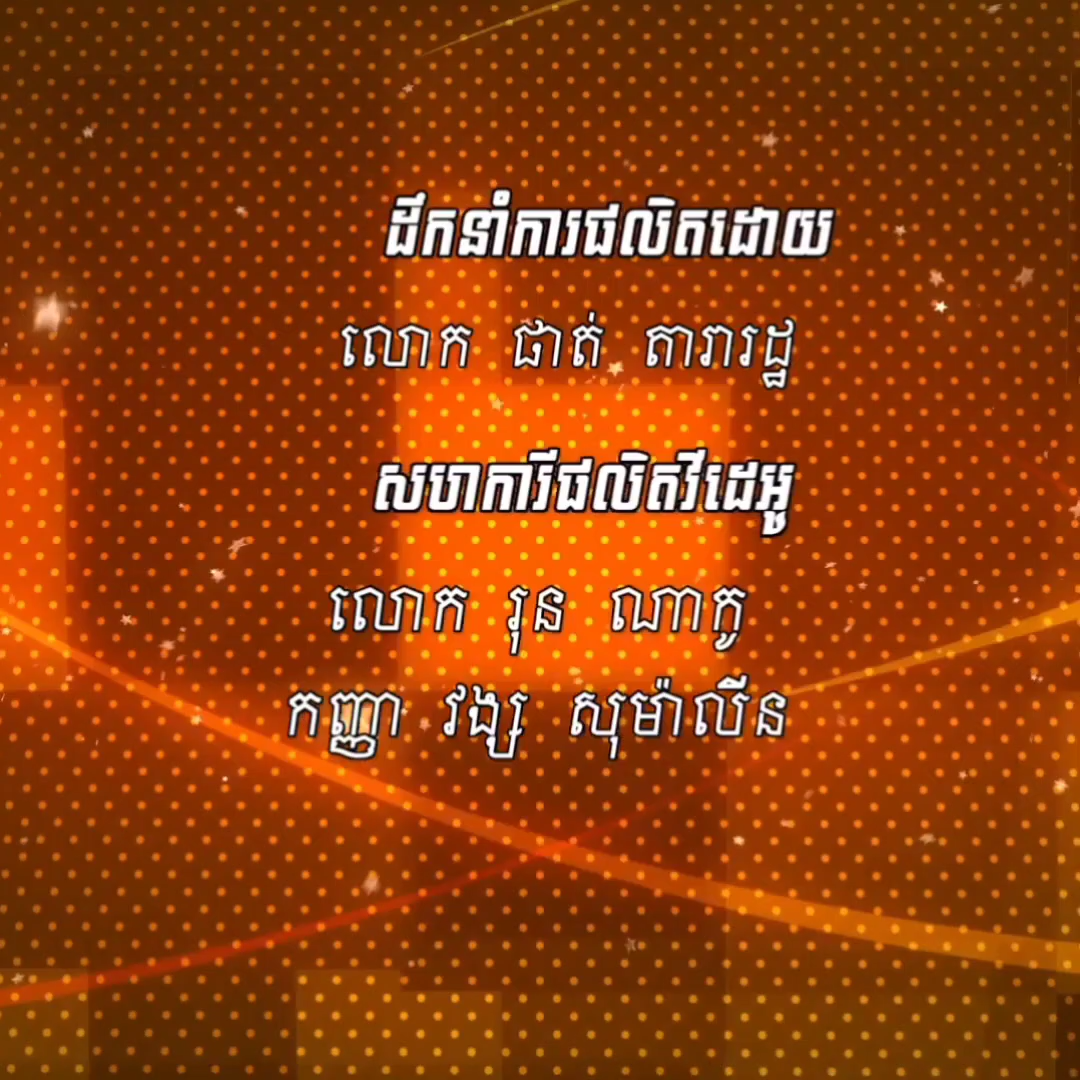 ដឹកនាំការផលិតដោយ
លោក ផាត់ តារារដ្ឋ
សហការីផលិតវីដេអូ
លោក រុន ណាកូ
កញ្ញា វង្ស សុម៉ាលីន